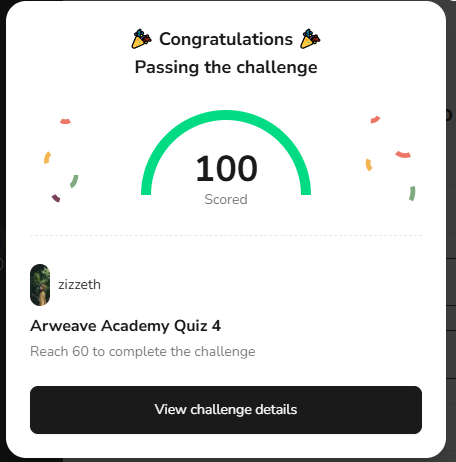 🎉 Congratulations 🎉
Passing the challenge
100
Scored
zizzeth
Arweave Academy Quiz 4
Reach 60 to complete the challenge
View challenge details